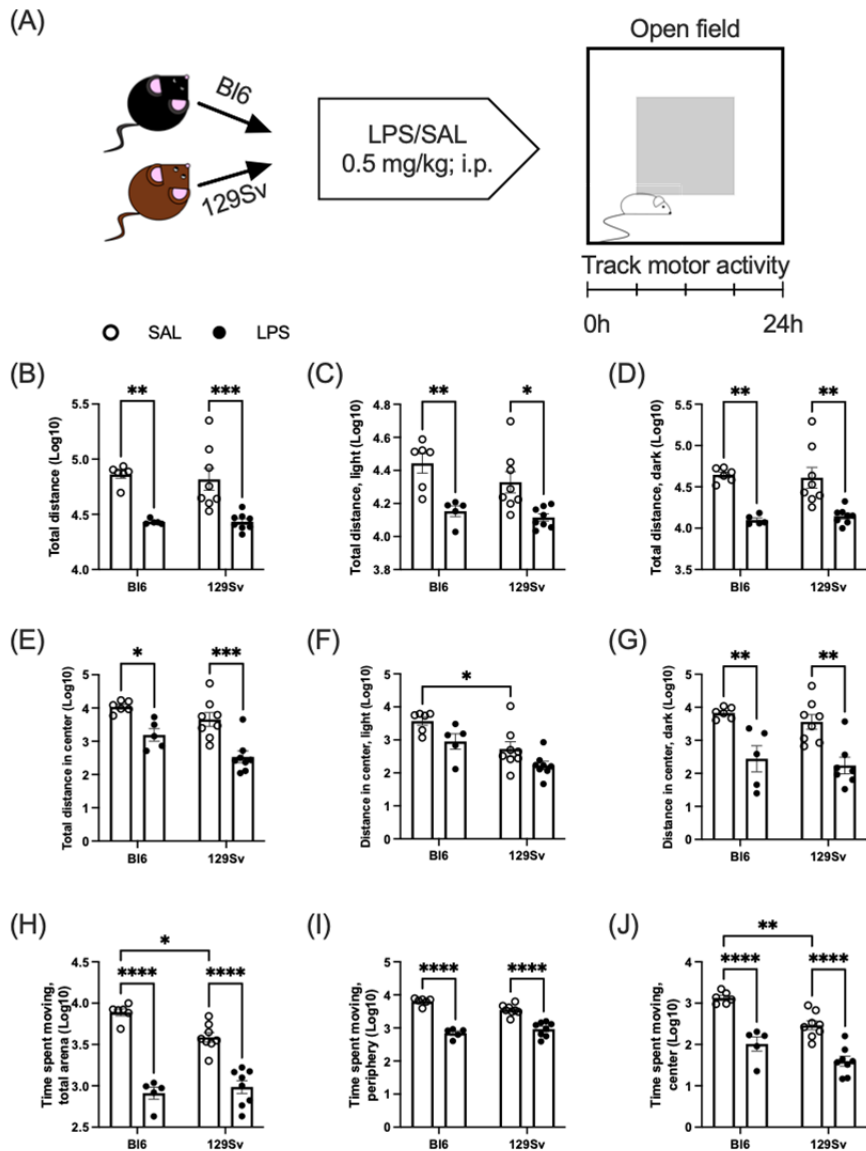 (A)
Bl6
129Sv
LPS/SAL
0.5 mg/kg; i.p.
Open field
Track motor activity
0h 24h
SAL LPS
(B)
Total distance (Log10)
5.5
5.0
4.5
4.0
**
***
Bl6 129Sv
(C)
Total distance, light (Log10)
4.8
4.6
4.4
4.2
4.0
3.8
**
*
Bl6 129Sv
(D)
Total distance, dark (Log10)
5.5
5.0
4.5
4.0
3.5
**
**
Bl6 129Sv
(E)
Total distance in center (Log10)
5
4
3
2
1
0
*
***
Bl6 129Sv
(F)
Distance in center, light (Log10)
5
4
3
2
1
0
*
Bl6 129Sv
(G)
Distance in center, dark (Log10)
5
4
3
2
1
0
**
**
Bl6 129Sv
(H)
Time spent moving,
total arena (Log10)
4.5
4.0
3.5
3.0
2.5
*
****
****
Bl6 129Sv
(I)
Time spent moving,
periphery (Log10)
5
4
3
2
1
0
****
****
Bl6 129Sv
(J)
Time spent moving,
center (Log10)
4
3
2
1
0
**
****
****
Bl6 129Sv